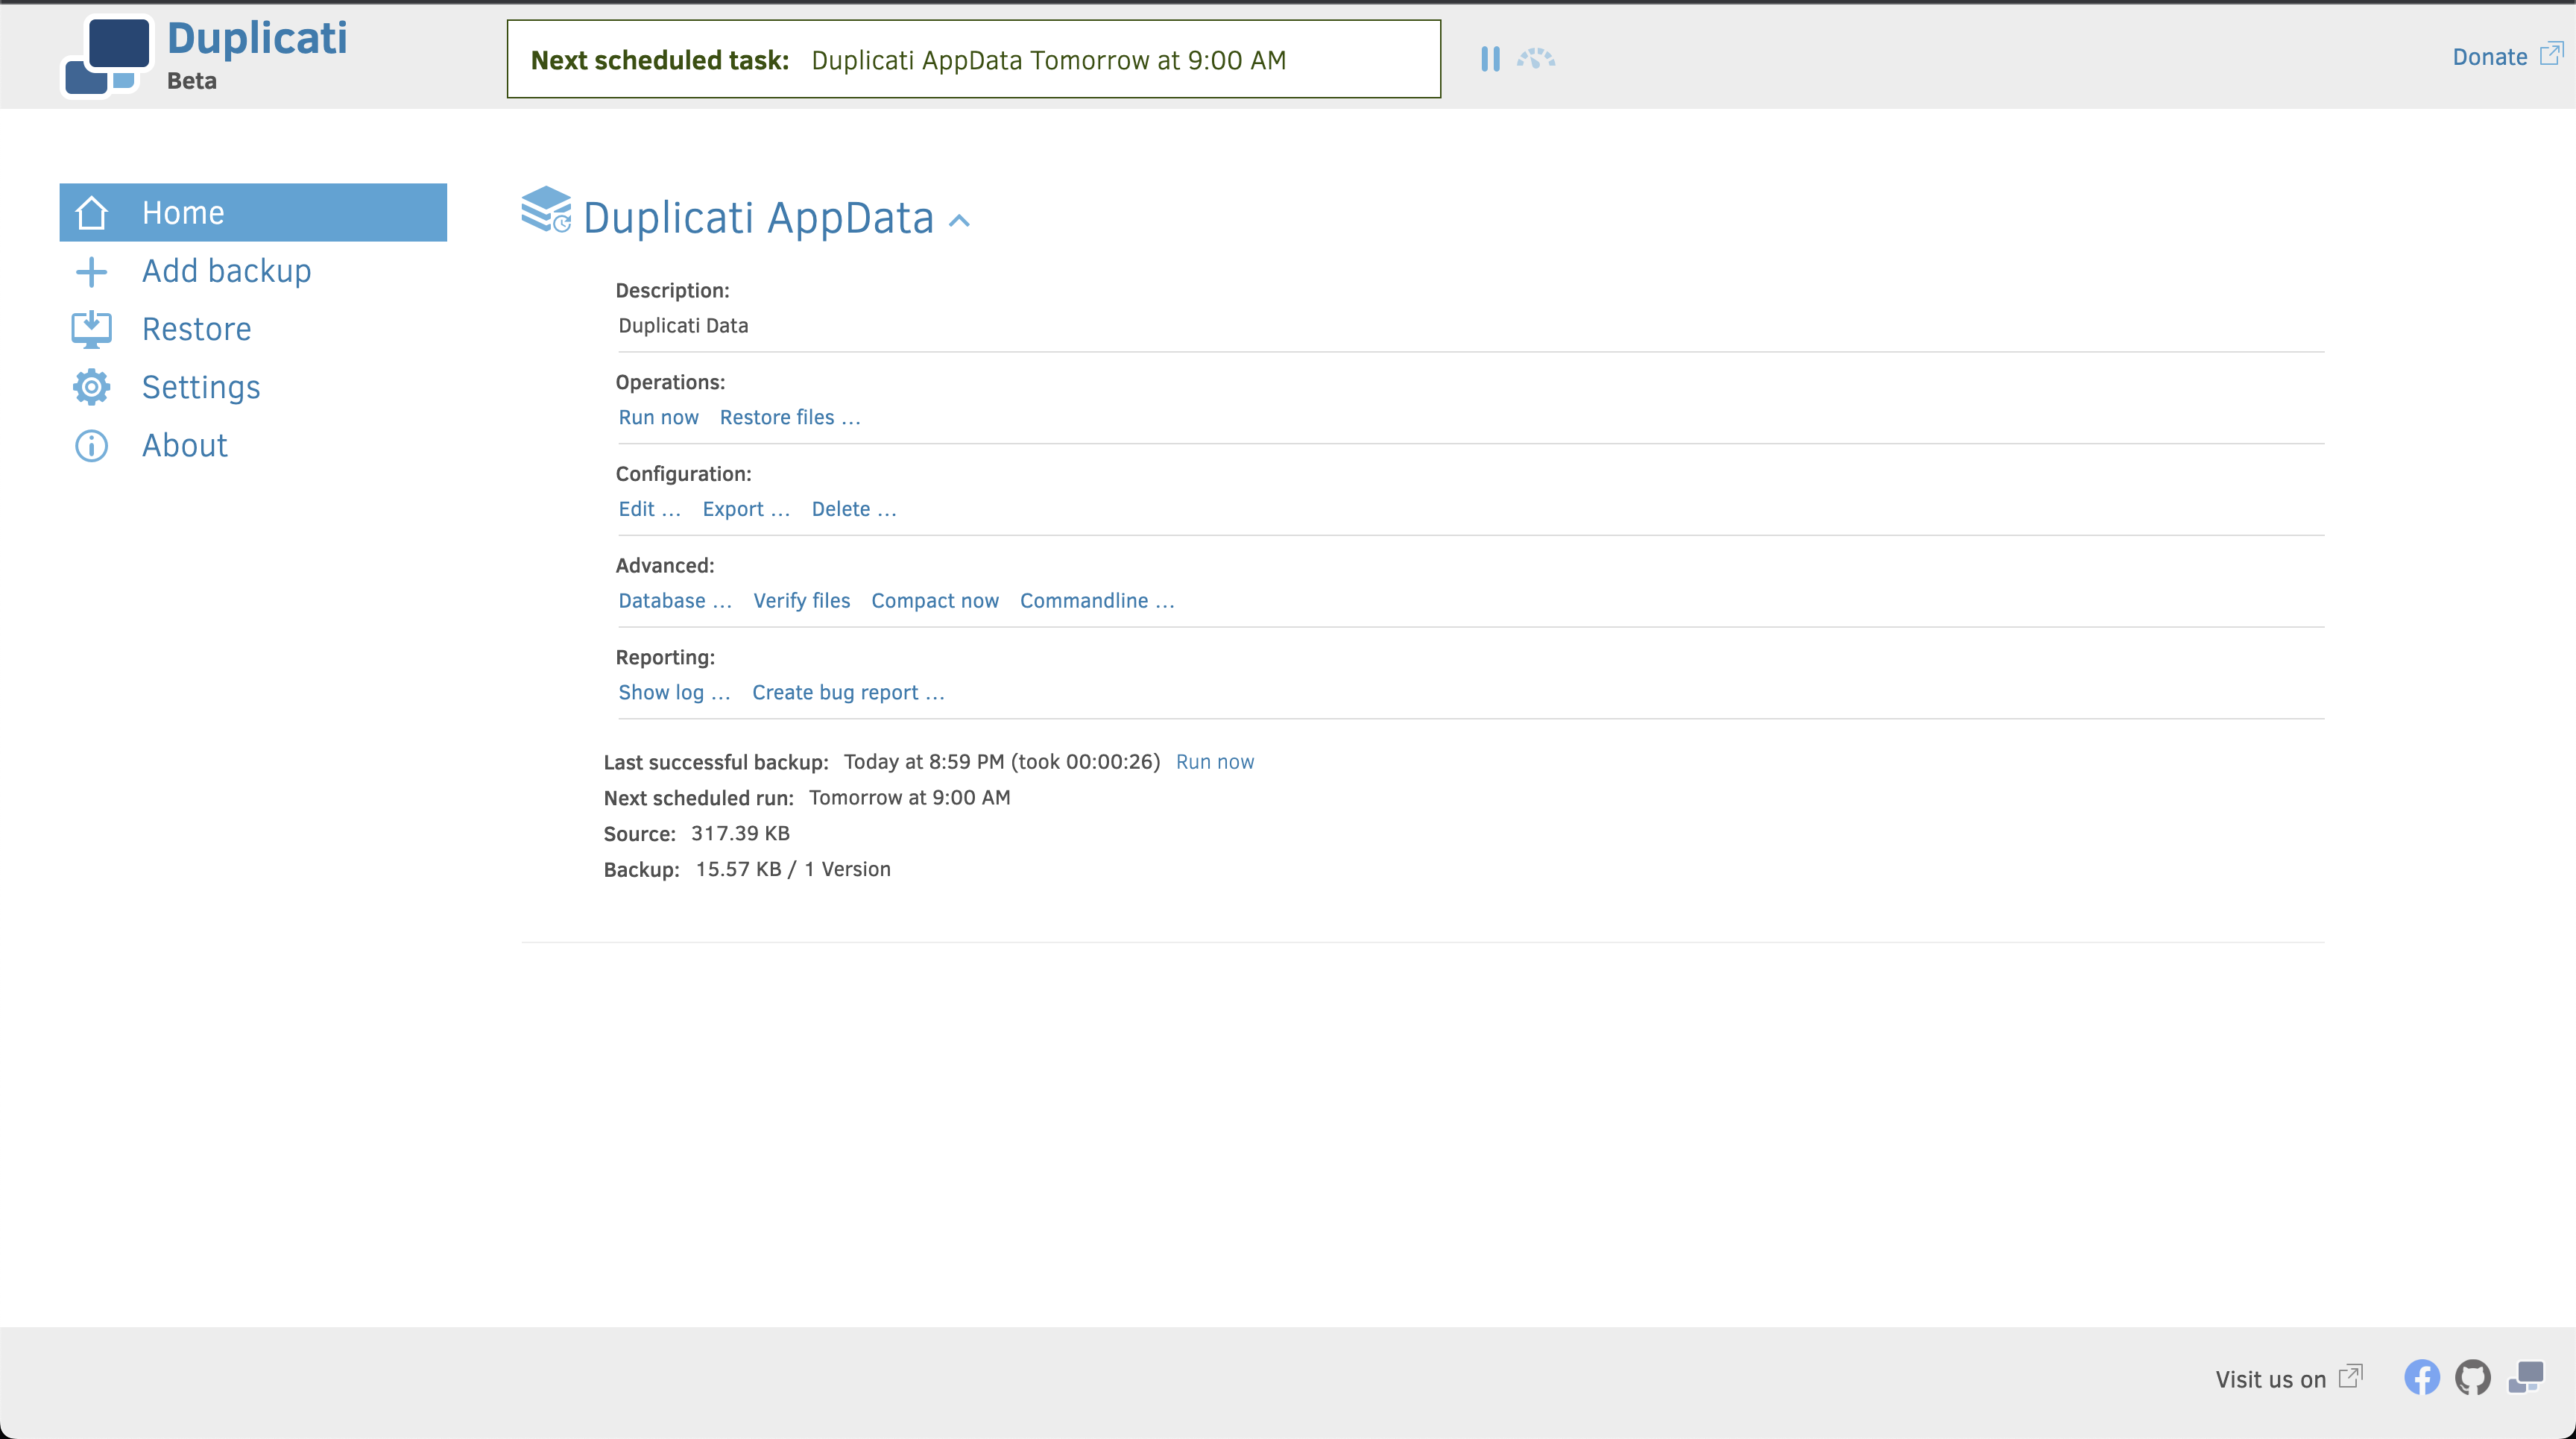 Duplicati
Beta
Next scheduled task: Duplicati AppData Tomorrow at 9:00 AM
Donate
Home
Add backup
Restore
Settings
About
Duplicati AppData
Description:
Duplicati Data
Operations:
Run now Restore files ...
Configuration:
Edit ... Export ... Delete ...
Advanced:
Database ... Verify files Compact now Commandline ...
Reporting:
Show log ... Create bug report ...
Last successful backup: Today at 8:59 PM (took 00:00:26) Run now
Next scheduled run: Tomorrow at 9:00 AM
Source: 317.39 KB
Backup: 15.57 KB / 1 Version
Visit us on